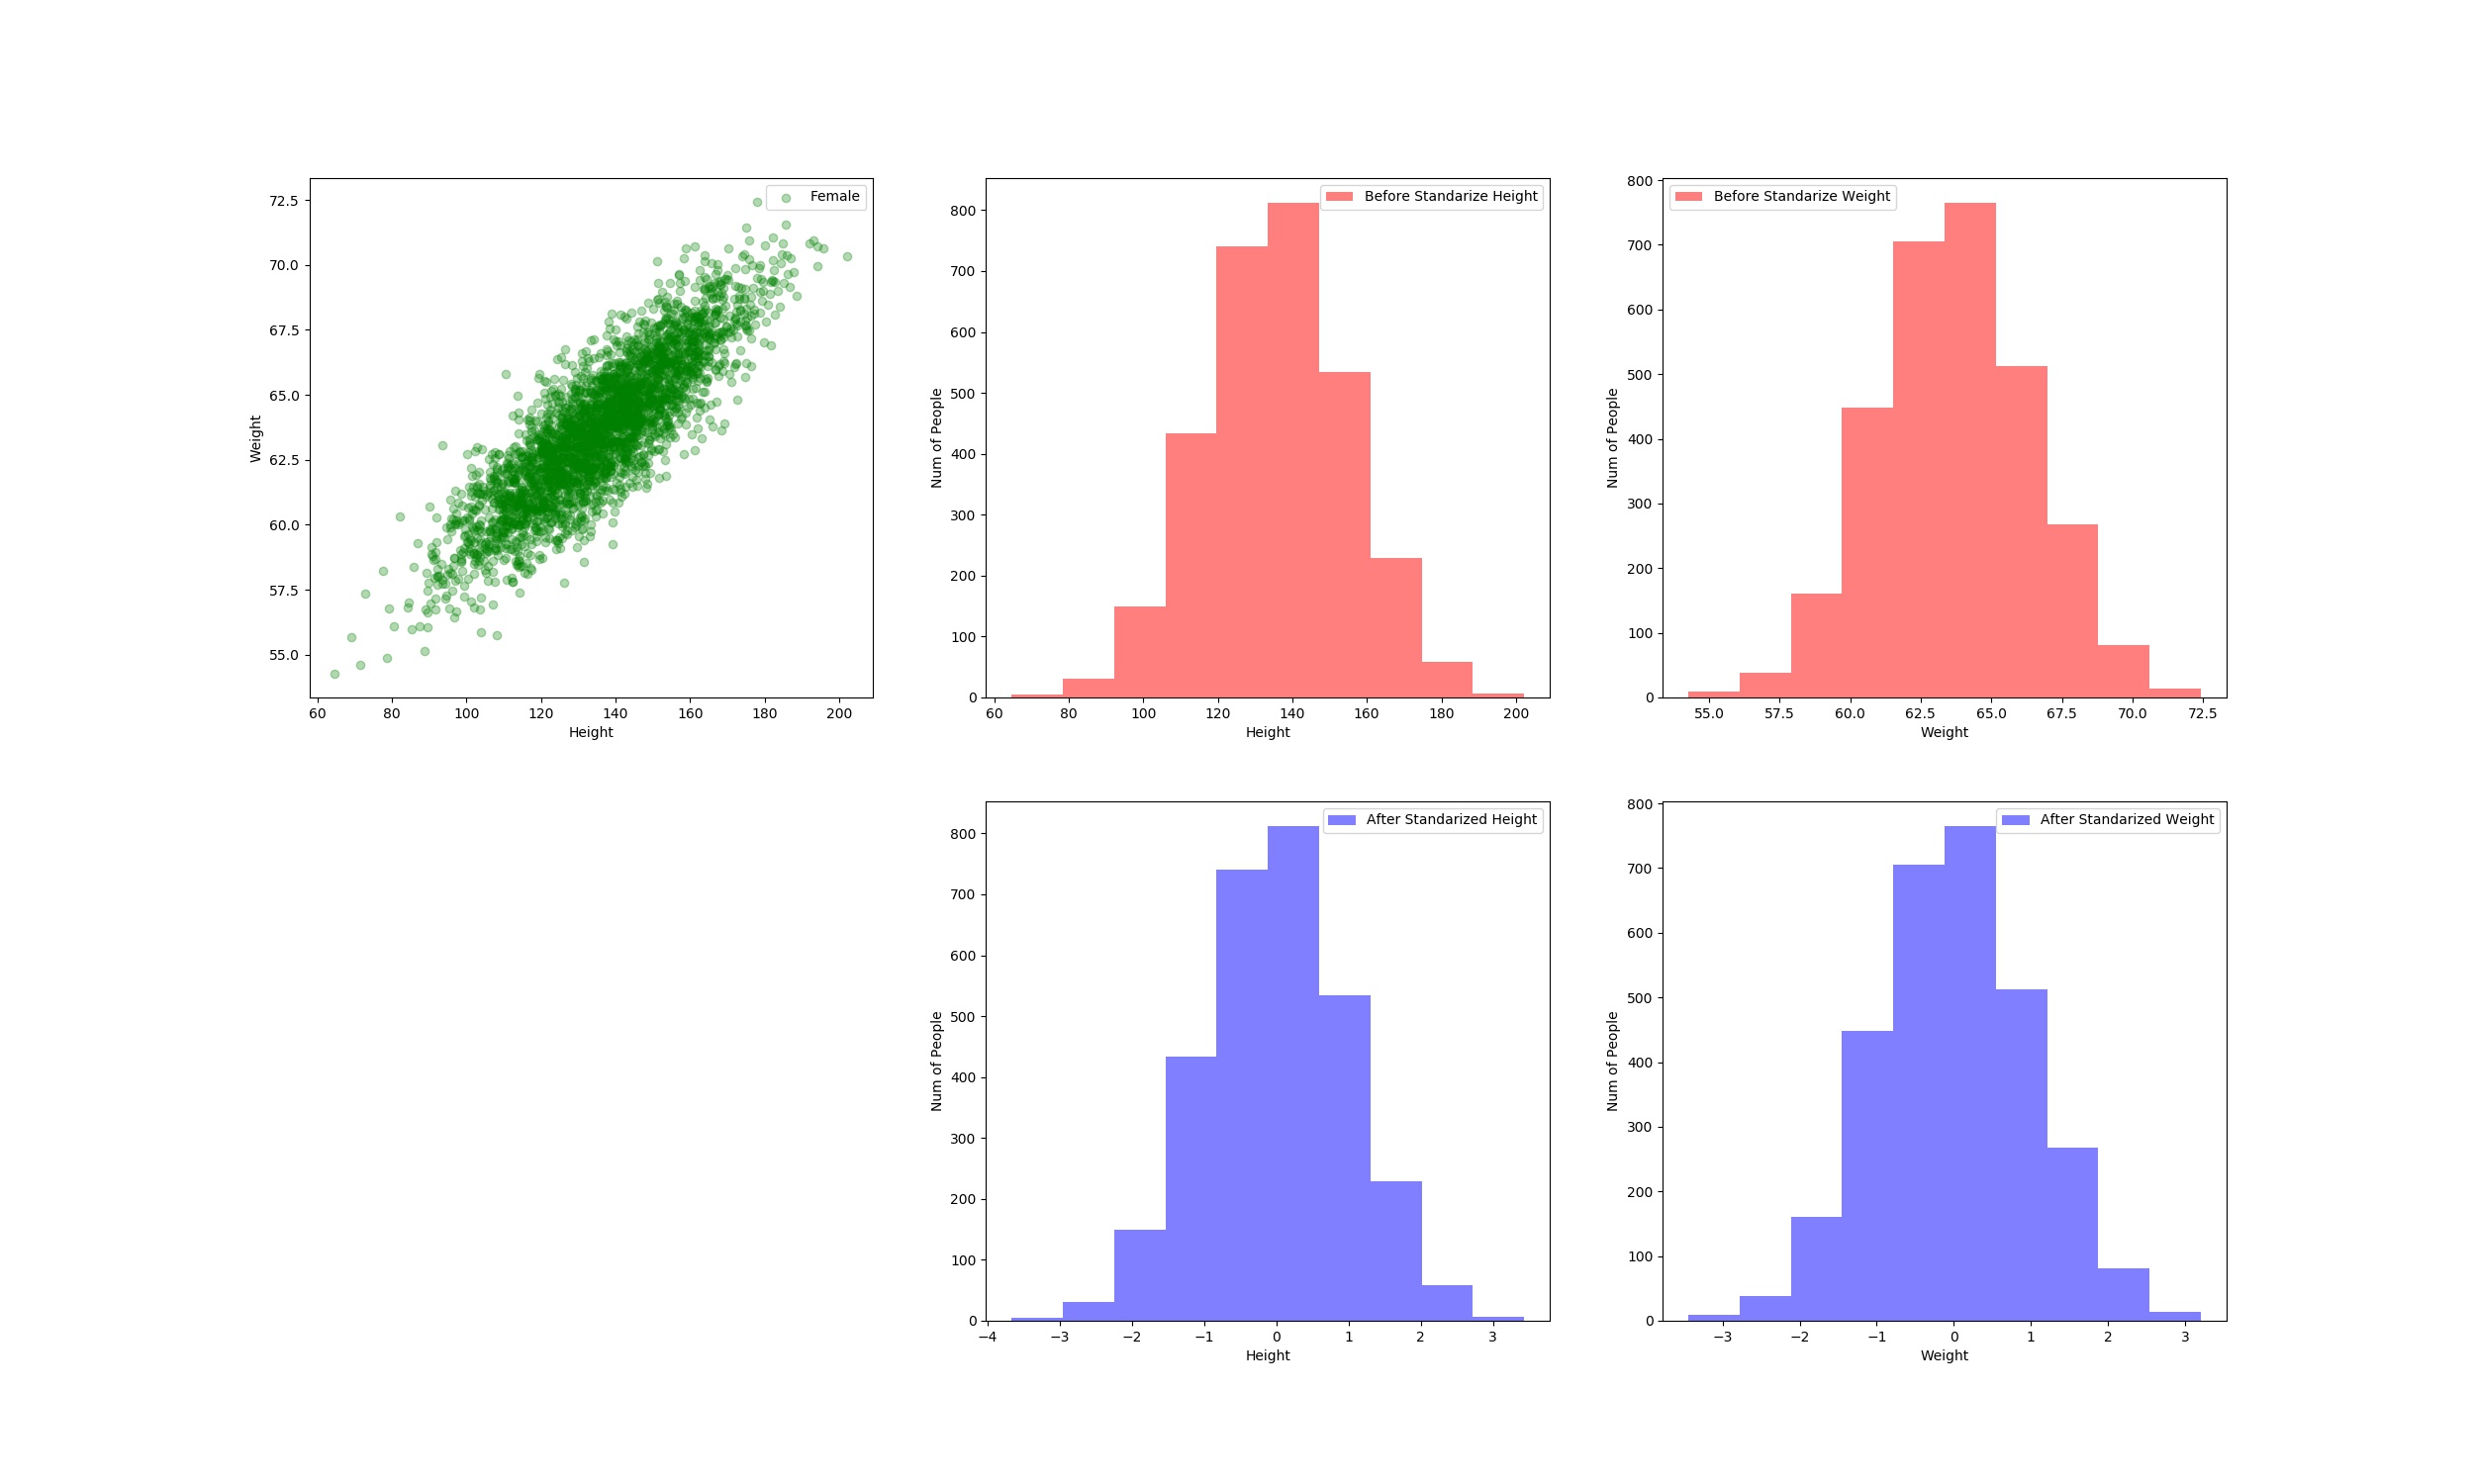 Female
72.5
70.0
67.5
65.0
62.5
60.0
57.5
55.0
Weight
60 80 100 120 140 160 180 200
Height
Before Standarize Height
800
700
600
500
400
300
200
100
0
Num of People
60 80 100 120 140 160 180 200
Height
Before Standarize Weight
800
700
600
500
400
300
200
100
0
Num of People
55.0 57.5 60.0 62.5 65.0 67.5 70.0 72.5
Weight
After Standarized Height
800
700
600
500
400
300
200
100
0
Num of People
−4 −3 −2 −1 0 1 2 3
Height
After Standarized Weight
800
700
600
500
400
300
200
100
0
Num of People
−3 −2 −1 0 1 2 3
Weight